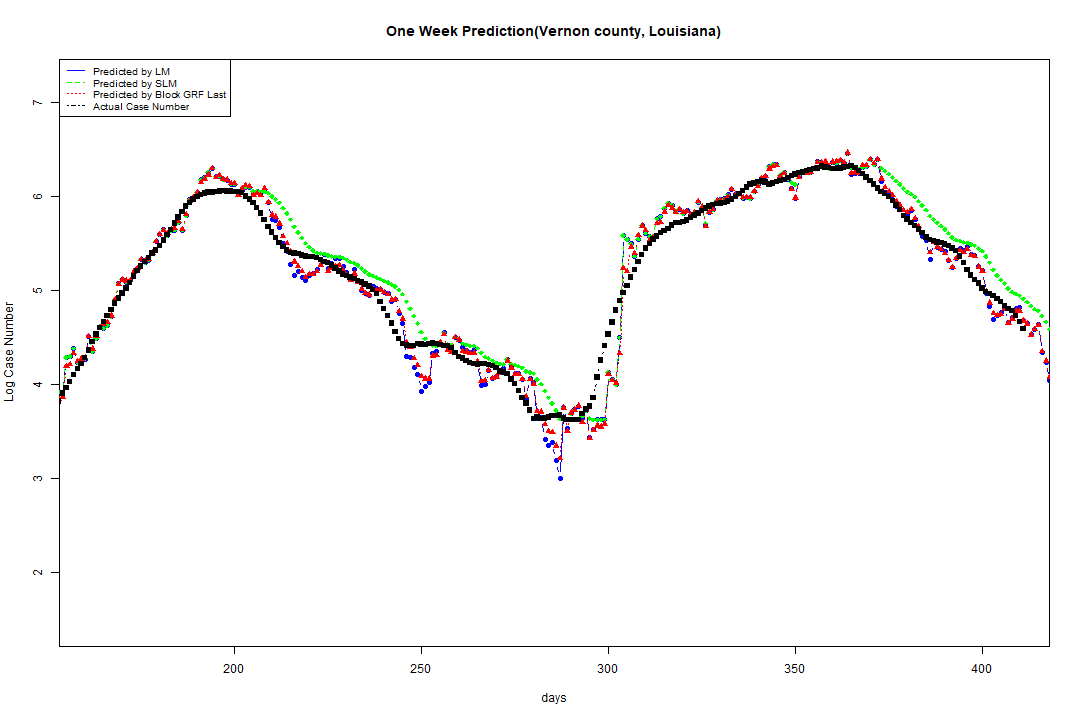 One Week Prediction(Vernon county, Louisiana)
Predicted by LM
Predicted by SLM
Predicted by Block GRF Last
Actual Case Number
7
6
5
4
3
2
Log Case Number
200 250 300 350 400
days